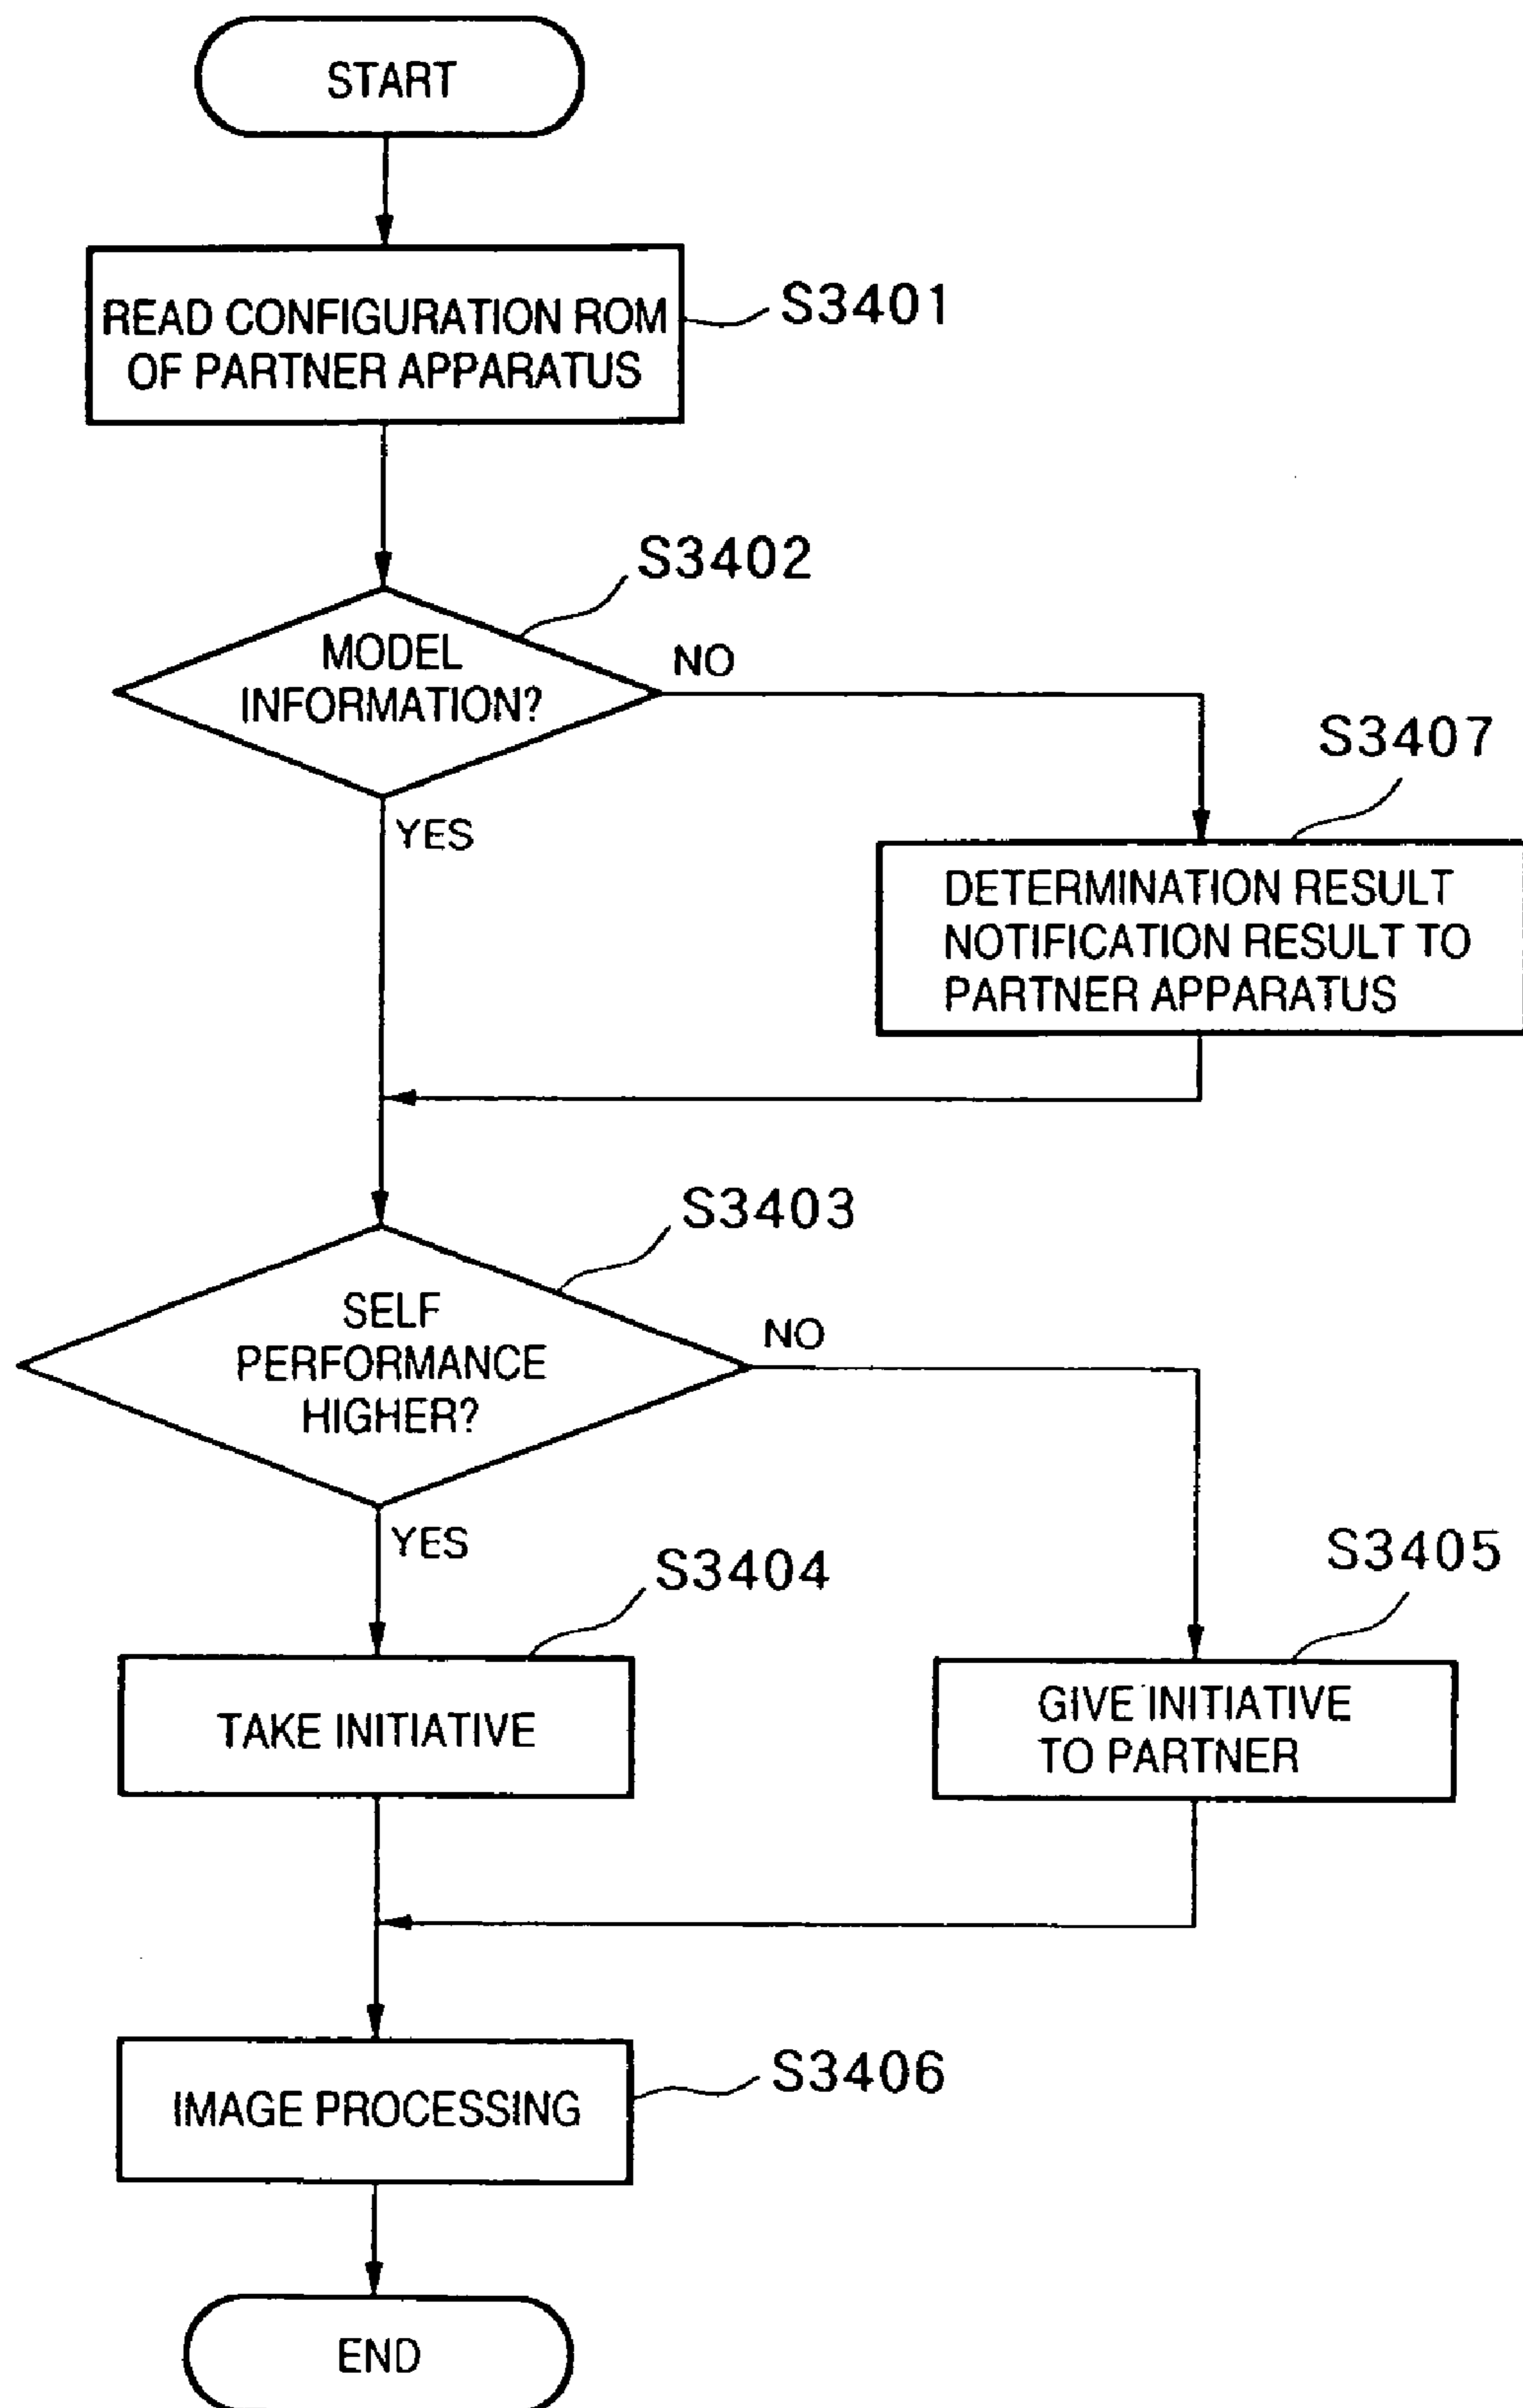 START
READ CONFIGURATION ROM
OF PARTNER APPARATUS
S3401
S3402
MODEL
INFORMATION?
NO
YES
S3407
DETERMINATION RESULT
NOTIFICATION RESULT TO
PARTNER APPARATUS
S3403
SELF
PERFORMANCE
HIGHER?
NO
YES
S3404
TAKE INITIATIVE
S3405
GIVE INITIATIVE
TO PARTNER
IMAGE PROCESSING
S3406
END